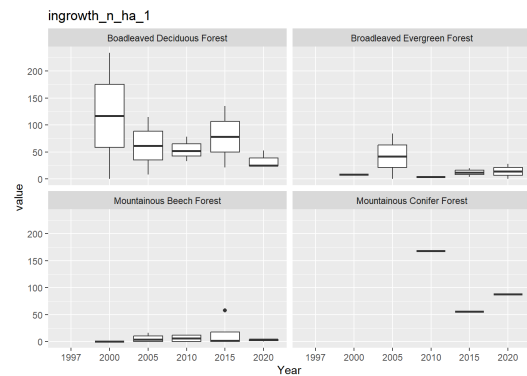 ingrowth_n_ha_1
Boadleaved Deciduous Forest
Broadleaved Evergreen Forest
200
150
100
50
0
value
Mountainous Beech Forest
Mountainous Conifer Forest
200
150
100
50
0
1997 2000 2005 2010 2015 2020
1997 2000 2005 2010 2015 2020
Year